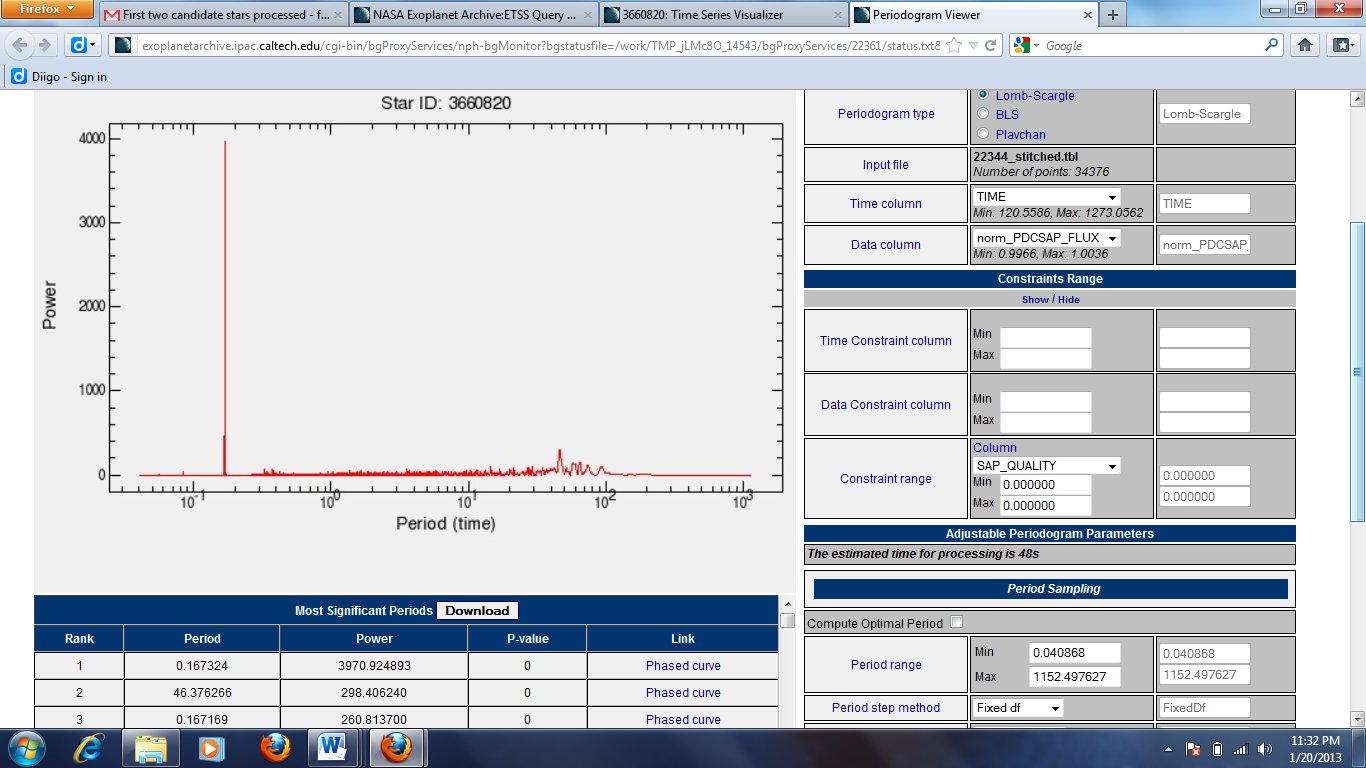 Firefox
First two candidate stars processed - f...
NASA Exoplanet Archive:ETSS Query ...
3660820: Time Series Visualizer
Periodogram Viewer
exoplanetarchive.ipac.caltech.edu/cgi-bin/bgProxyServices/nph-bgMonitor?bgstatusfile=/work/TMP_jLMc8O_14543/bgProxyServices/22361/status.txt&
Google
Diigo - Sign in
Star ID: 3660820
4000
3000
2000
1000
0
Power
10-1
100
101
102
103
Period (time)
Most Significant Periods Download
Rank Period Power P-value Link
1 0.167324 3970.924893 0 Phased curve
2 46.376266 298.406240 0 Phased curve
3 0.167169 260.813700 0 Phased curve
Periodogram type
Lomb-Scargle
BLS
Plavchan
Lomb-Scargle
Input file
22344_stitched.tbl
Number of points: 34376
Time column
TIME
Min: 120.5586, Max: 1273.0562
TIME
Data column
norm_PDCSAP_FLUX
Min: 0.9966, Max: 1.0036
norm_PDCSAP_
Constraints Range
Show / Hide
Time Constraint column
Min
Max
Data Constraint column
Min
Max
Constraint range
Column
SAP_QUALITY
Min 0.000000
Max 0.000000
0.000000
0.000000
Adjustable Periodogram Parameters
The estimated time for processing is 48s
Period Sampling
Compute Optimal Period
Period range
Min 0.040868
Max 1152.497627
0.040868
1152.497627
Period step method
Fixed df
FixedDf
11:32 PM
1/20/2013